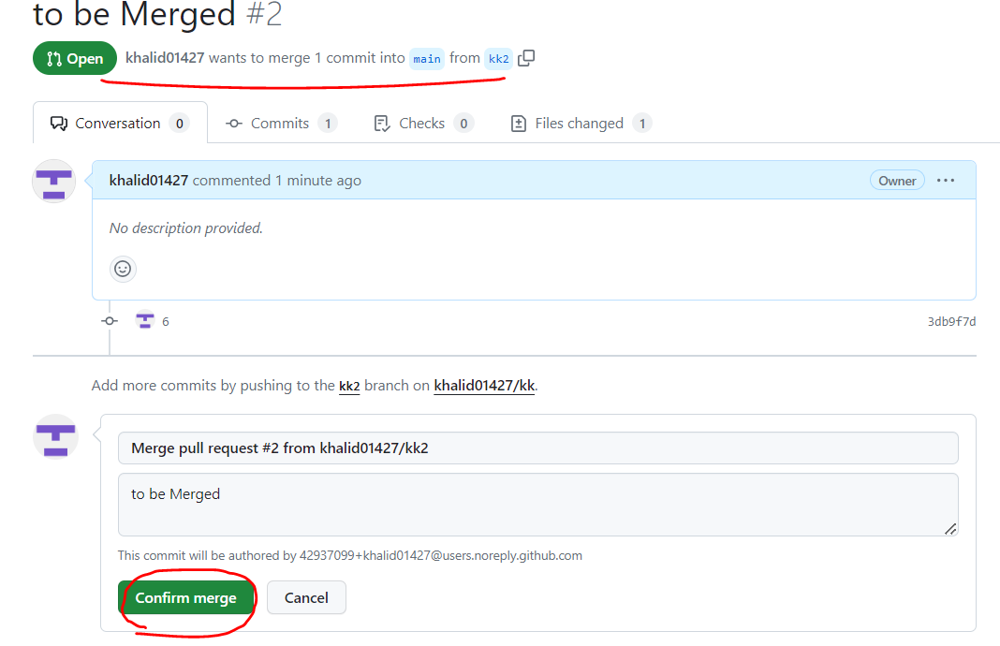 to be Merged #2
Open khalid01427 wants to merge 1 commit into main from kk2
Conversation 0 Commits 1 Checks 0 Files changed 1
khalid01427 commented 1 minute ago Owner
No description provided.
6 3db9f7d
Add more commits by pushing to the kk2 branch on khalid01427/kk.
Merge pull request #2 from khalid01427/kk2
to be Merged
This commit will be authored by 42937099+khalid01427@users.noreply.github.com
Confirm merge Cancel